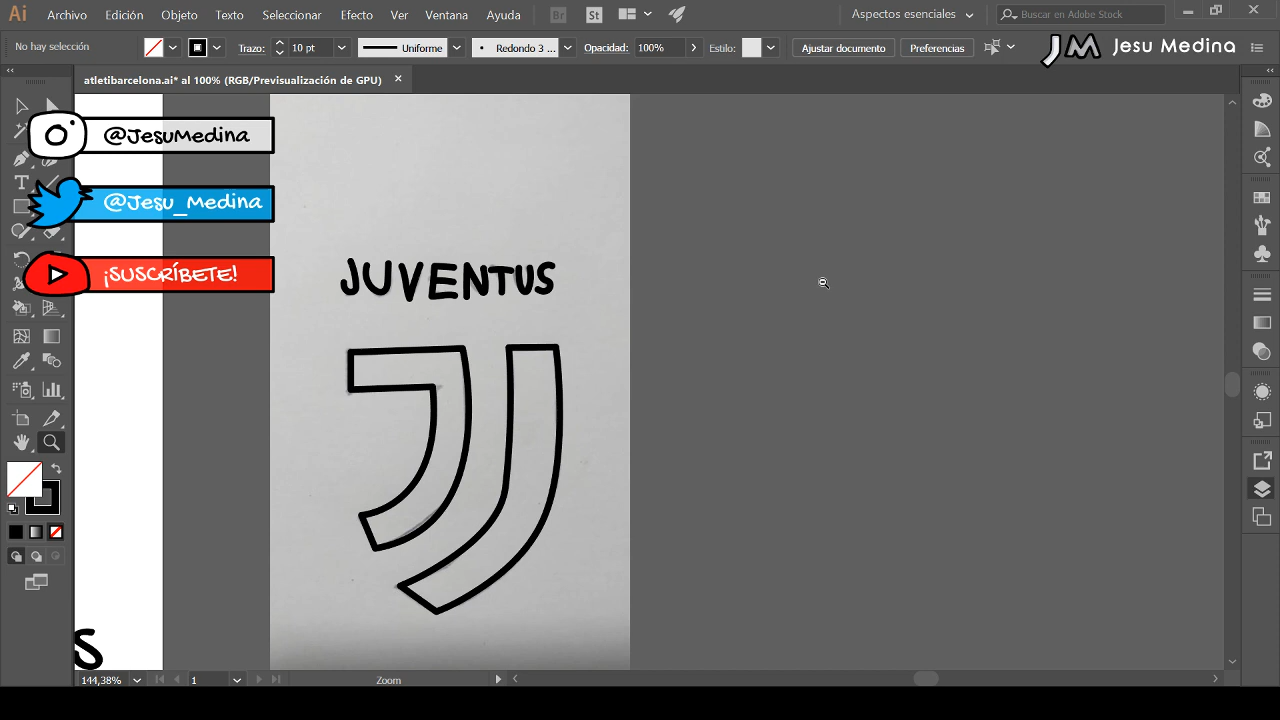 Ai Archivo Edición Objeto Texto Seleccionar Efecto Ver Ventana Ayuda Br St Aspectos esenciales Buscar en Adobe Stock
No hay selección Trazo: 10 pt Uniforme Redondo 3 ... Opacidad: 100% Estilo: Ajustar documento Preferencias JM Jesu Medina
atletibarcelona.ai* al 100% (RGB/Previsualización de GPU)
@JesuMedina
@Jesu_Medina
¡SUSCRÍBETE!
JUVENTUS
S
144,38% 1 Zoom